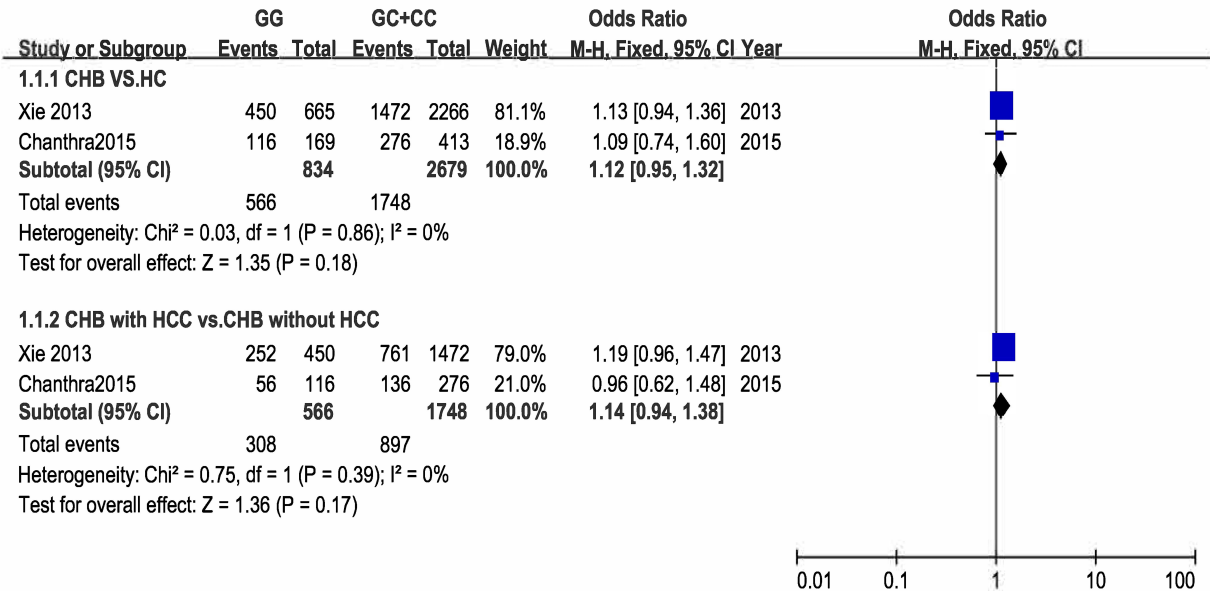 GG GC+CC Odds Ratio Odds Ratio
Study or Subgroup Events Total Events Total Weight M-H, Fixed, 95% CI Year M-H, Fixed, 95% CI
1.1.1 CHB VS.HC
Xie 2013 450 665 1472 2266 81.1% 1.13 [0.94, 1.36] 2013
Chanthra2015 116 169 276 413 18.9% 1.09 [0.74, 1.60] 2015
Subtotal (95% CI) 834 2679 100.0% 1.12 [0.95, 1.32]
Total events 566 1748
Heterogeneity: Chi² = 0.03, df = 1 (P = 0.86); I² = 0%
Test for overall effect: Z = 1.35 (P = 0.18)
1.1.2 CHB with HCC vs.CHB without HCC
Xie 2013 252 450 761 1472 79.0% 1.19 [0.96, 1.47] 2013
Chanthra2015 56 116 136 276 21.0% 0.96 [0.62, 1.48] 2015
Subtotal (95% CI) 566 1748 100.0% 1.14 [0.94, 1.38]
Total events 308 897
Heterogeneity: Chi² = 0.75, df = 1 (P = 0.39); I² = 0%
Test for overall effect: Z = 1.36 (P = 0.17)
0.01 0.1 1 10 100